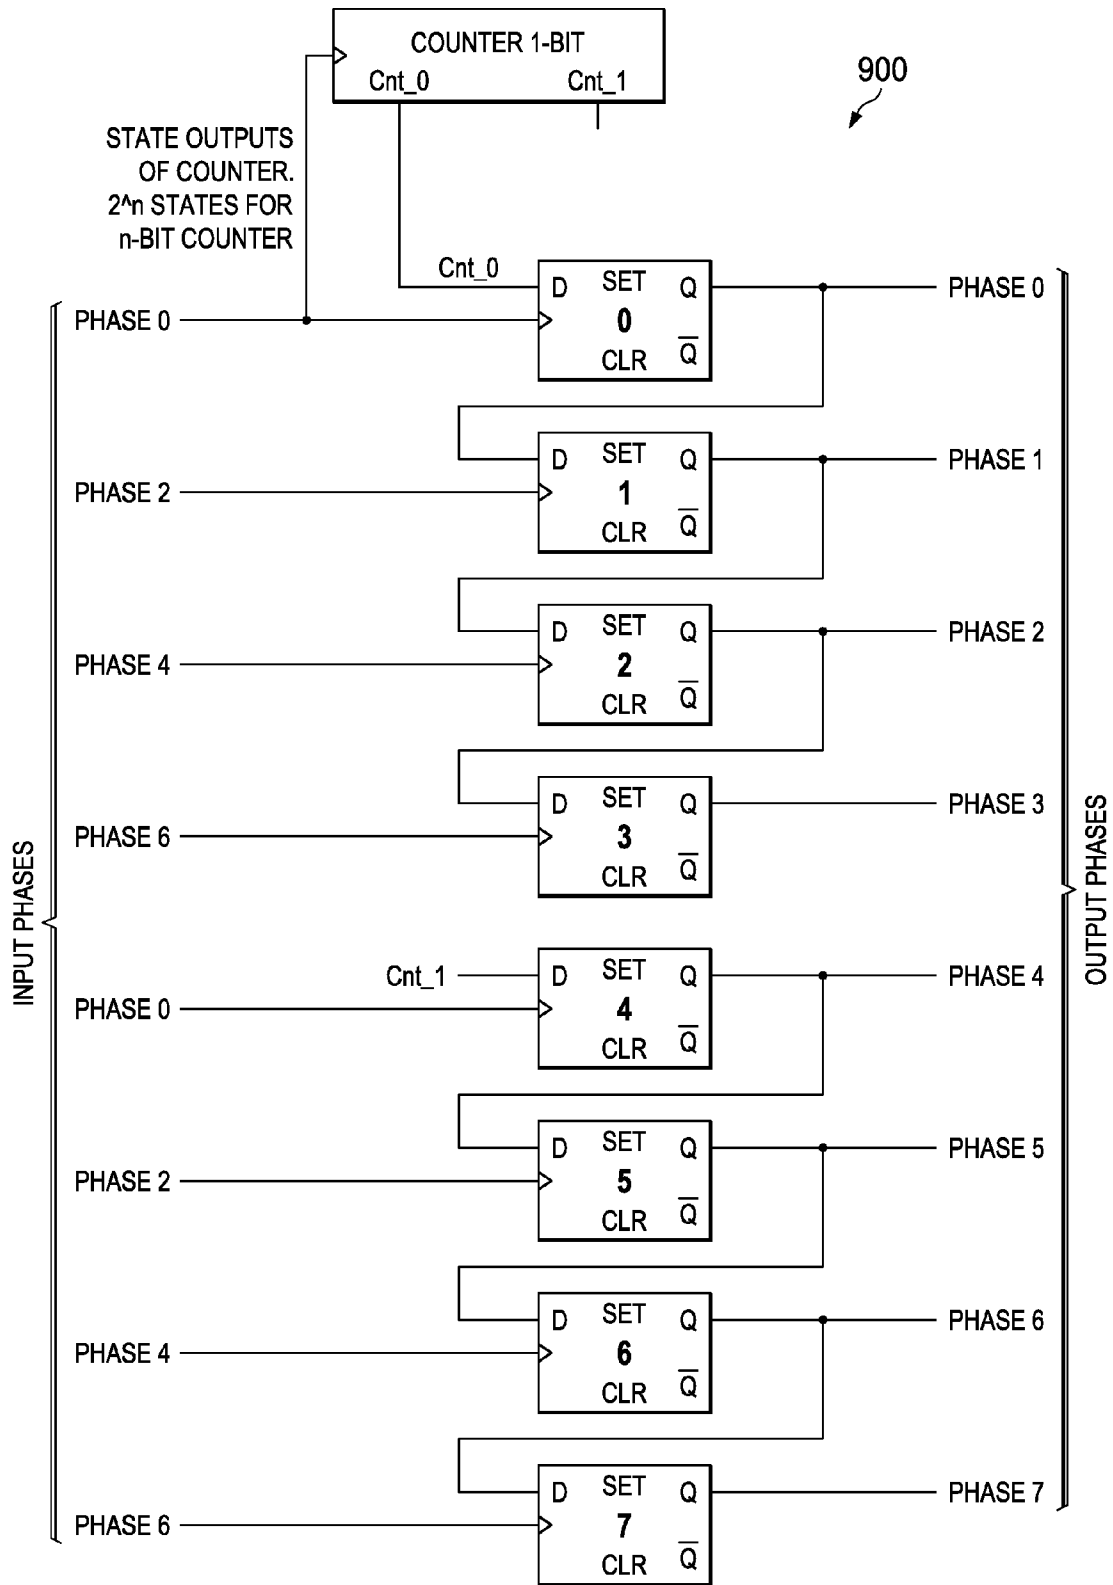 COUNTER 1-BIT
Cnt_0 Cnt_1
900
STATE OUTPUTS
OF COUNTER.
2^n STATES FOR
n-BIT COUNTER
Cnt_0
D SET Q
PHASE 0
PHASE 0
0
CLR Q̅
D SET Q
PHASE 1
PHASE 2
1
CLR Q̅
D SET Q
PHASE 2
PHASE 4
2
CLR Q̅
D SET Q
PHASE 3
PHASE 6
3
CLR Q̅
INPUT PHASES
OUTPUT PHASES
Cnt_1
D SET Q
PHASE 4
PHASE 0
4
CLR Q̅
D SET Q
PHASE 5
PHASE 2
5
CLR Q̅
D SET Q
PHASE 6
PHASE 4
6
CLR Q̅
D SET Q
PHASE 7
PHASE 6
7
CLR Q̅